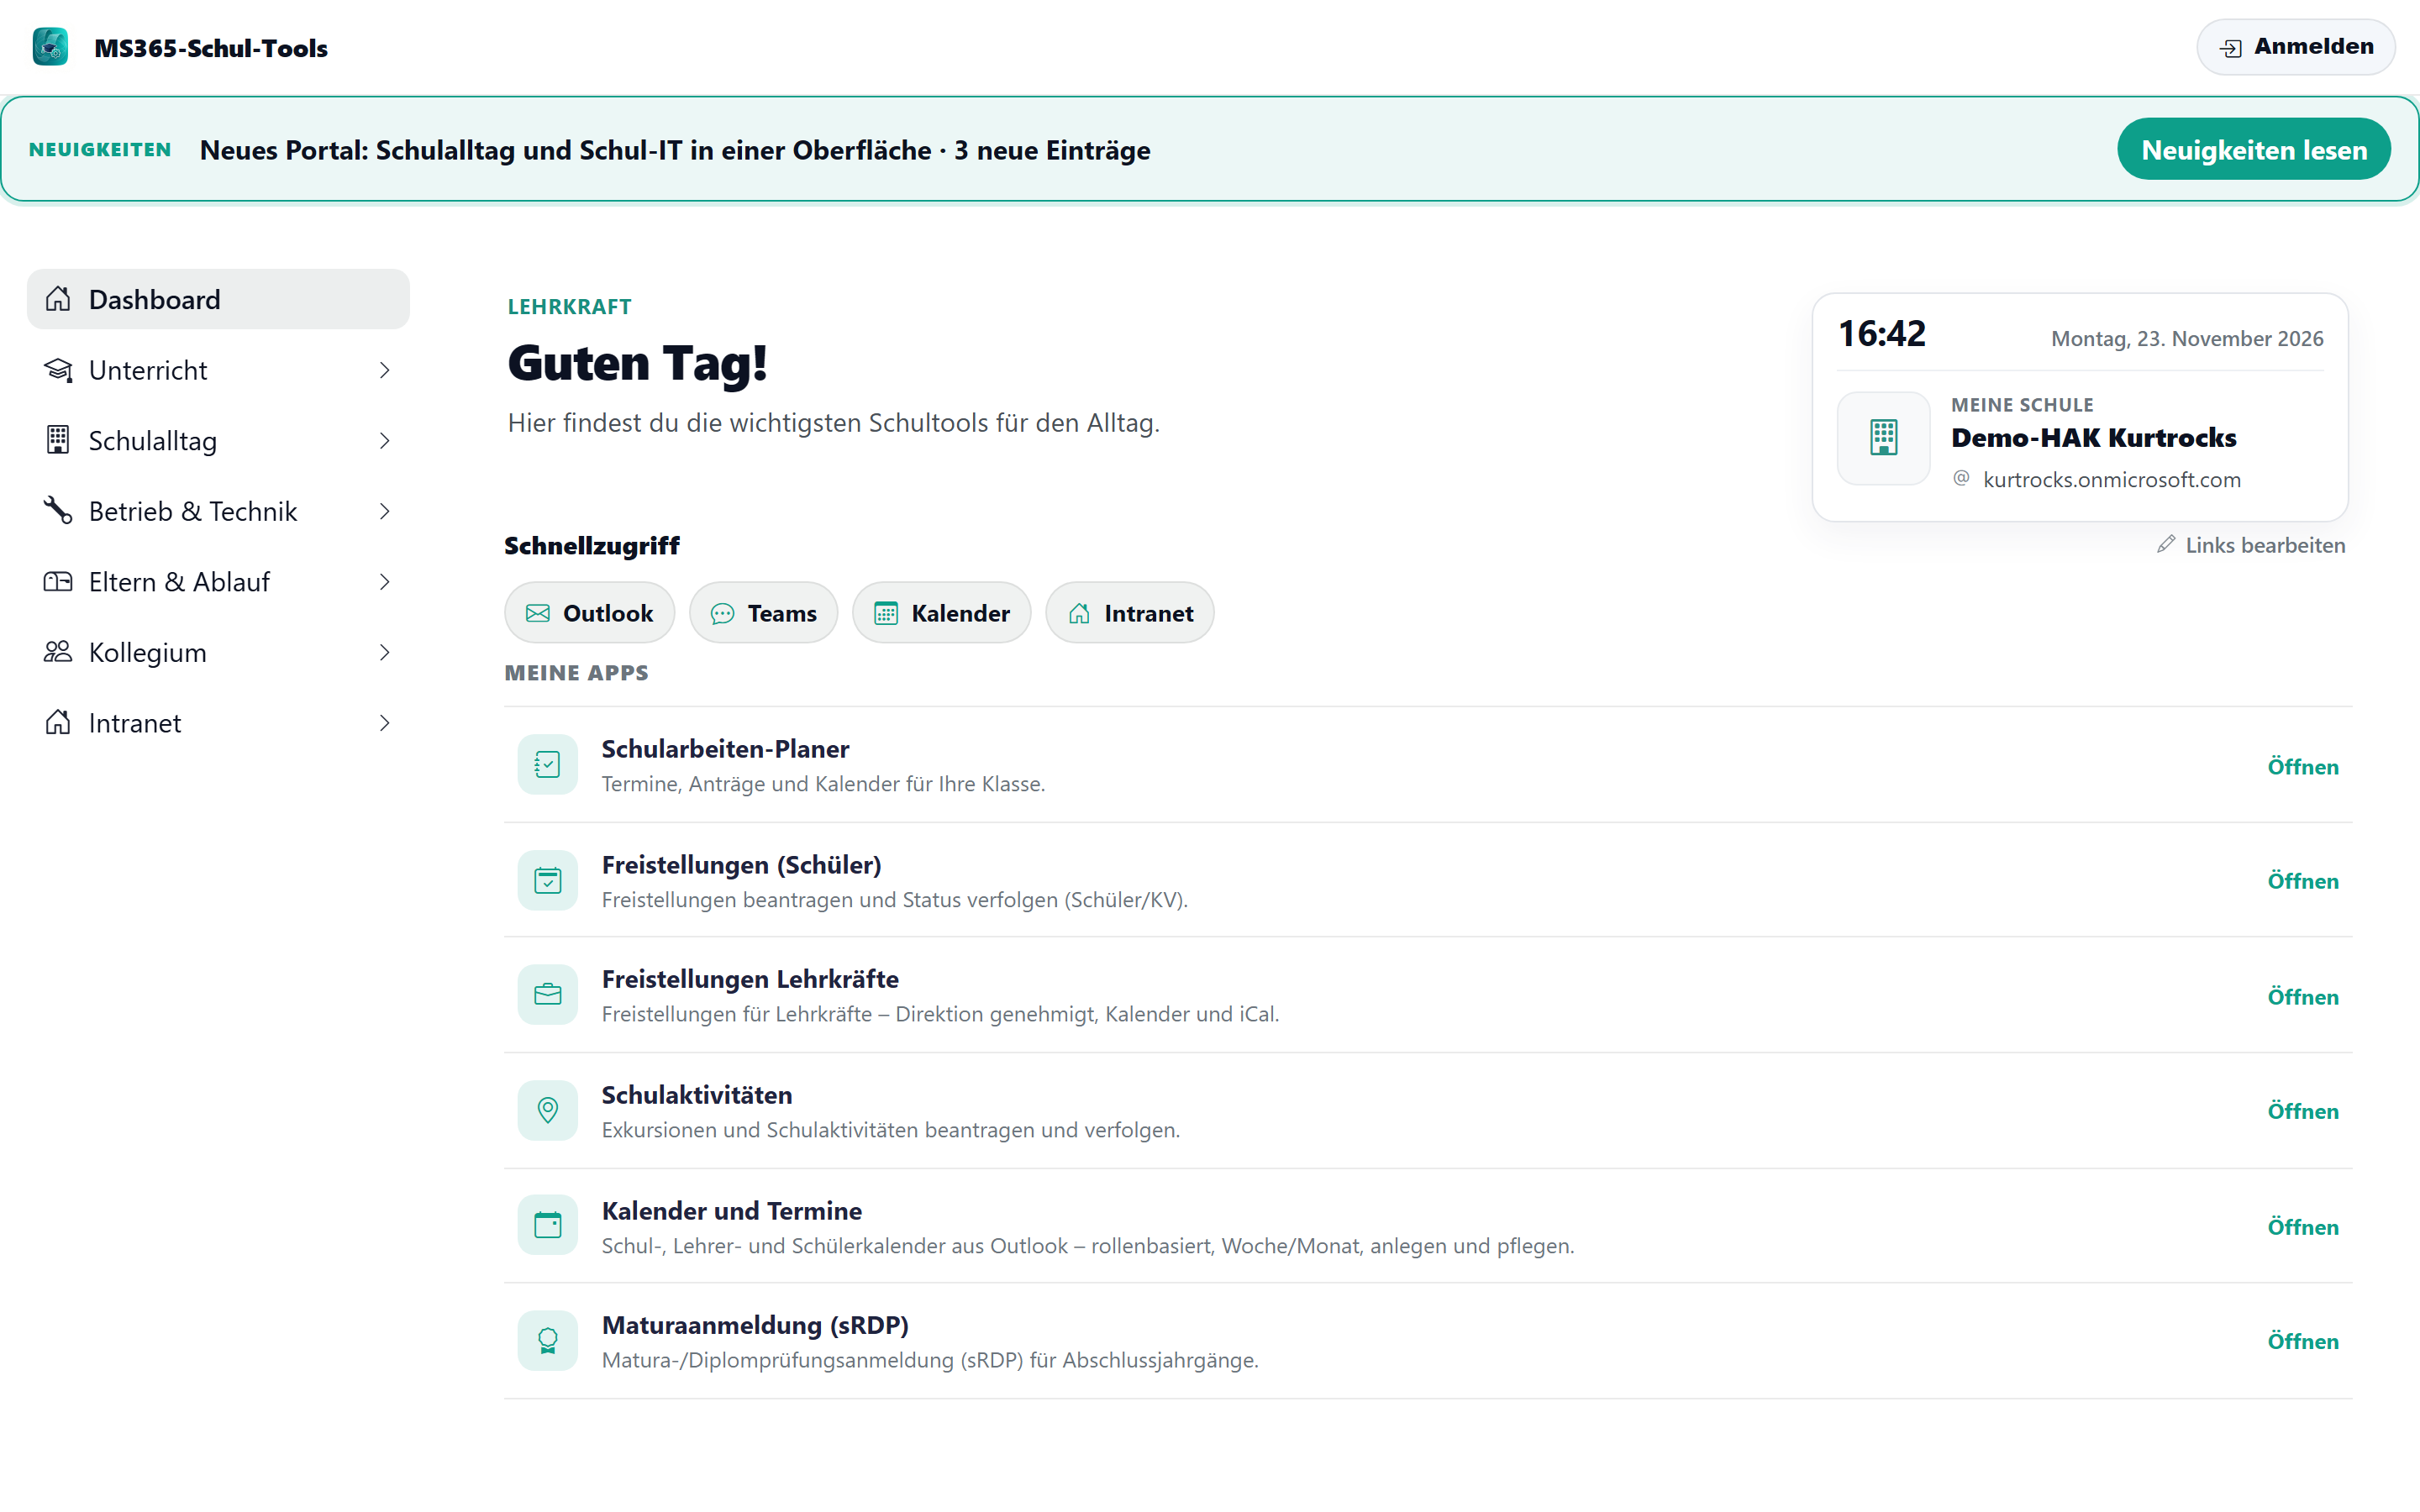 MS365-Schul-Tools
Anmelden
NEUIGKEITEN Neues Portal: Schulalltag und Schul-IT in einer Oberfläche · 3 neue Einträge
Neuigkeiten lesen
Dashboard
Unterricht
Schulalltag
Betrieb & Technik
Eltern & Ablauf
Kollegium
Intranet
LEHRKRAFT
Guten Tag!
Hier findest du die wichtigsten Schultools für den Alltag.
16:42 Montag, 23. November 2026
MEINE SCHULE
Demo-HAK Kurtrocks
@ kurtrocks.onmicrosoft.com
Schnellzugriff
Links bearbeiten
Outlook Teams Kalender Intranet
MEINE APPS
Schularbeiten-Planer
Termine, Anträge und Kalender für Ihre Klasse.
Öffnen
Freistellungen (Schüler)
Freistellungen beantragen und Status verfolgen (Schüler/KV).
Öffnen
Freistellungen Lehrkräfte
Freistellungen für Lehrkräfte – Direktion genehmigt, Kalender und iCal.
Öffnen
Schulaktivitäten
Exkursionen und Schulaktivitäten beantragen und verfolgen.
Öffnen
Kalender und Termine
Schul-, Lehrer- und Schülerkalender aus Outlook – rollenbasiert, Woche/Monat, anlegen und pflegen.
Öffnen
Maturaanmeldung (sRDP)
Matura-/Diplomprüfungsanmeldung (sRDP) für Abschlussjahrgänge.
Öffnen